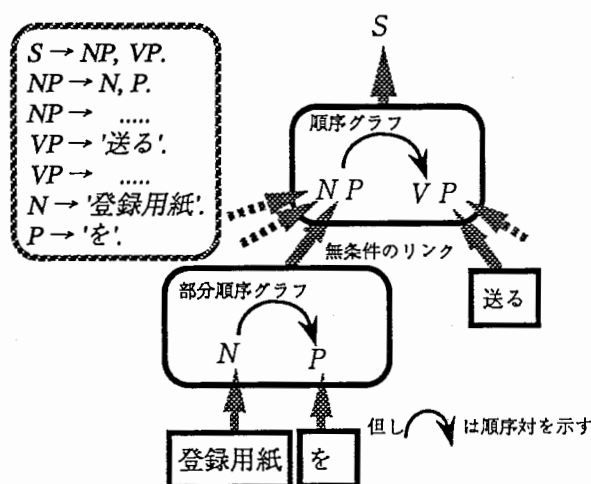 S → NP, VP.
NP → N, P.
NP → .....
VP → '送る'.
VP → .....
N → '登録用紙'.
P → 'を'.
S
順序グラフ
NP VP
無条件のリンク
送る
部分順序グラフ
N P
登録用紙 を
但し は順序対を示す